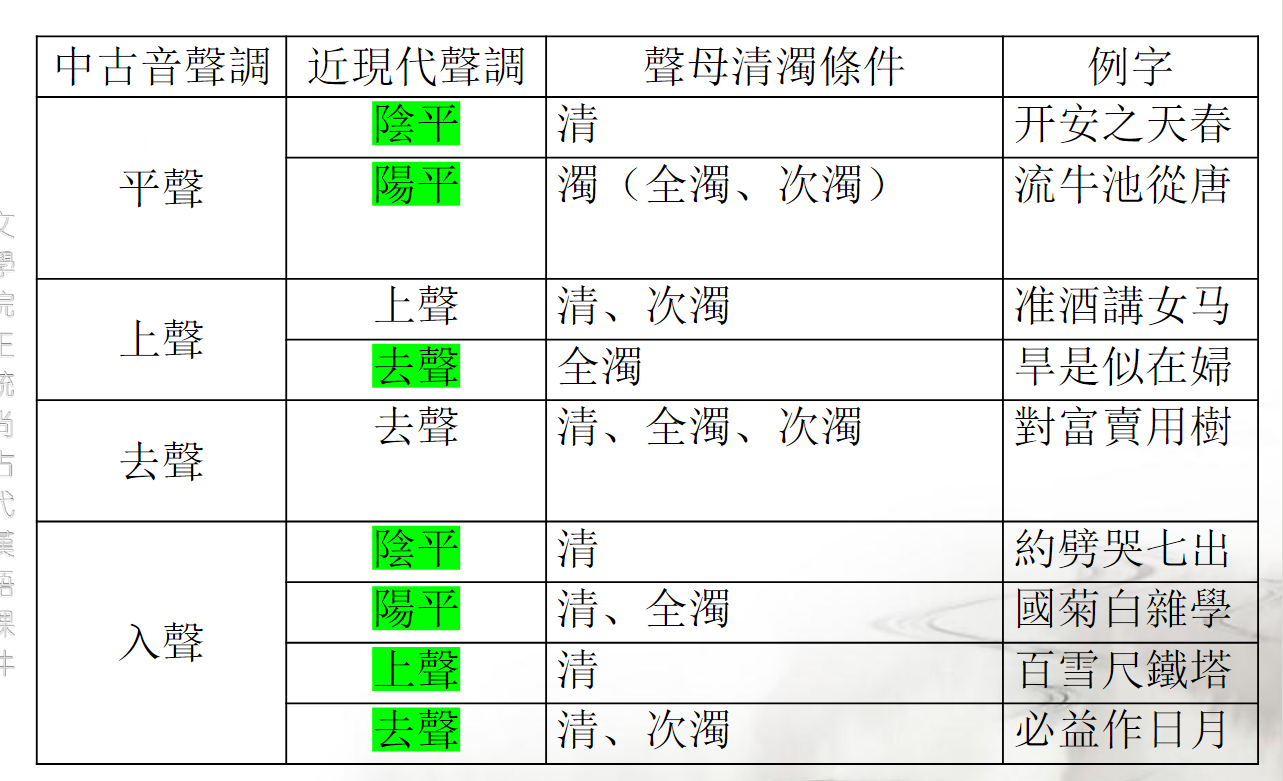 中古音聲調 近現代聲調 聲母清濁條件 例字
平聲 陰平 清 开安之天春
陽平 濁（全濁、次濁） 流牛池從唐
上聲 上聲 清、次濁 准酒講女马
去聲 全濁 旱是似在婦
去聲 去聲 清、全濁、次濁 對富賣用樹
入聲 陰平 清 約劈哭七出
陽平 清、全濁 國菊白雜學
上聲 清 百雪尺鐵塔
去聲 清、次濁 必益作日月
文學院王統尚古代漢語課件